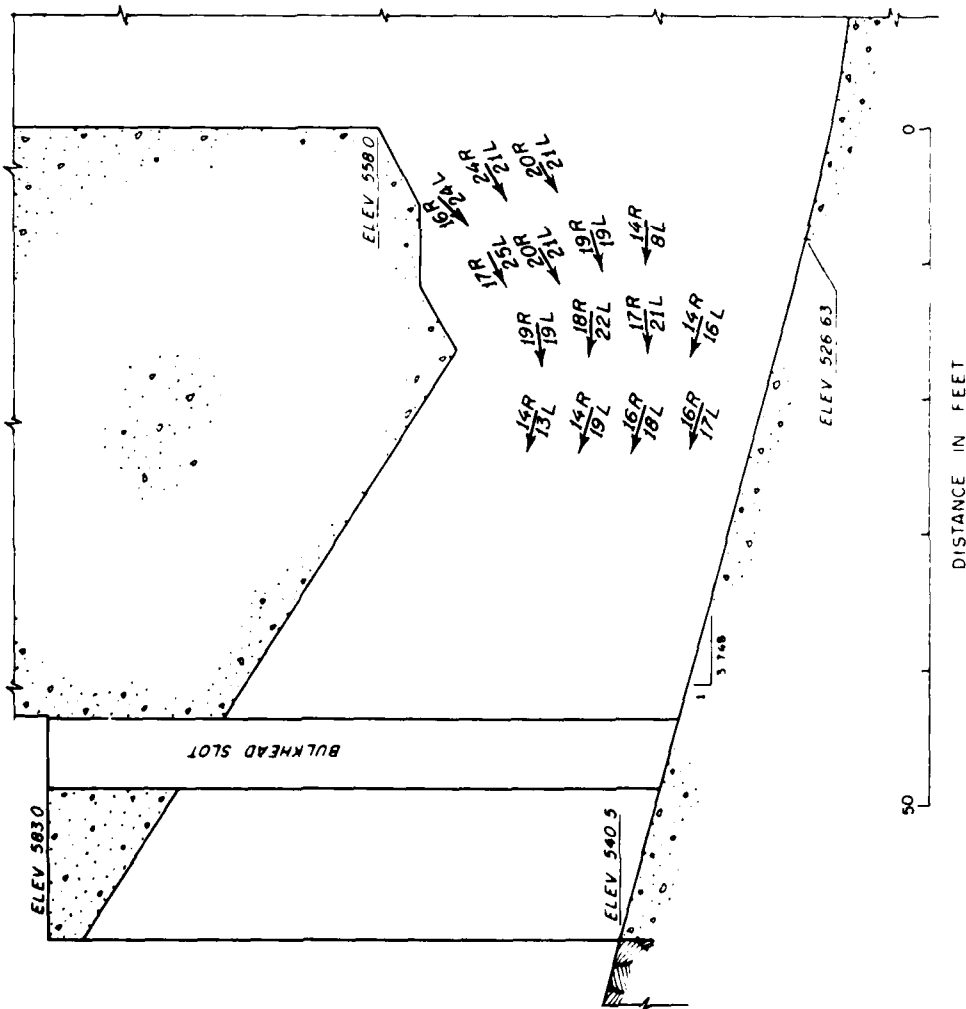 ELEV 583.0
ELEV 558.0
BULKHEAD SLOT
16R
24L
24R
21L
20R
21L
17R
25L
20R
21L
19R
19L
14R
8L
19R
19L
18R
22L
17R
21L
14R
16L
14R
13L
14R
19L
16R
18L
16R
17L
ELEV 540.5
ELEV 526.63
1
3.748
50
0
DISTANCE IN FEET